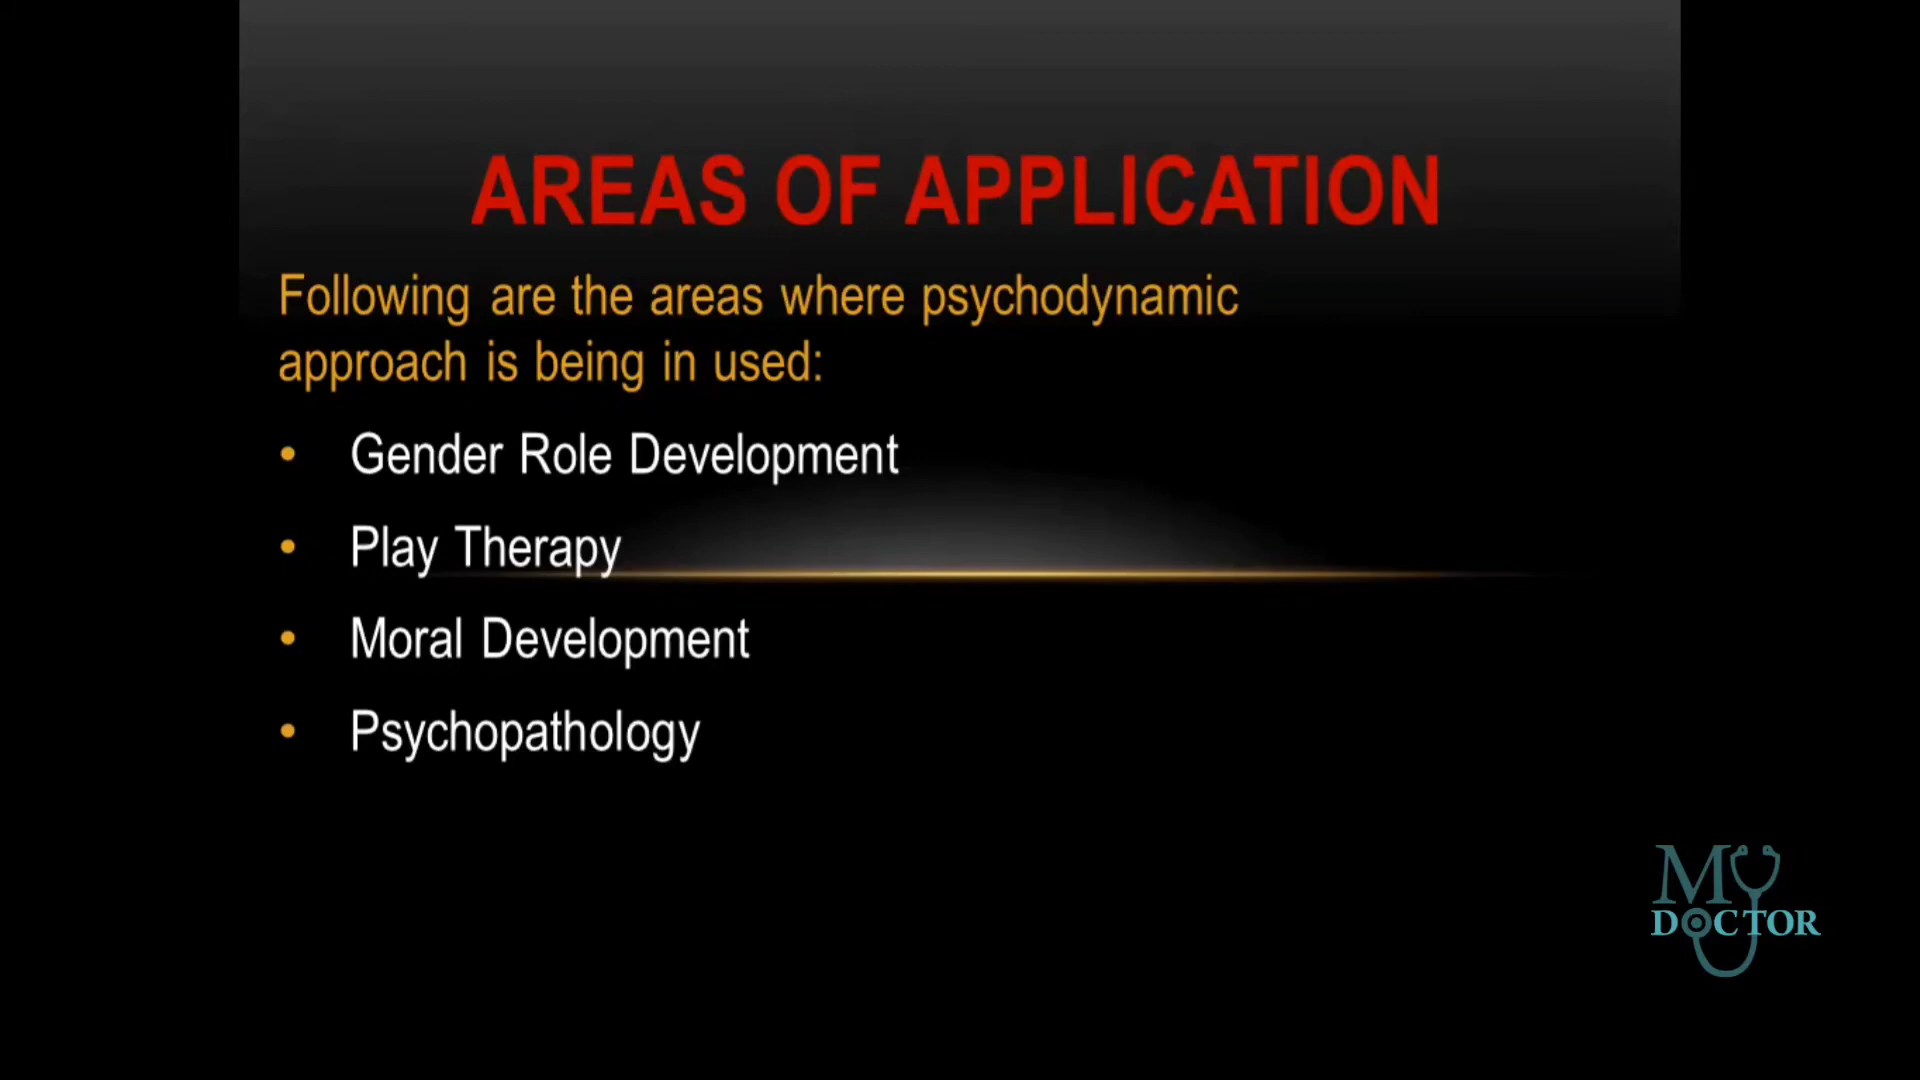 AREAS OF APPLICATION
Following are the areas where psychodynamic
approach is being in used:
• Gender Role Development
• Play Therapy
• Moral Development
• Psychopathology
My
DOCTOR